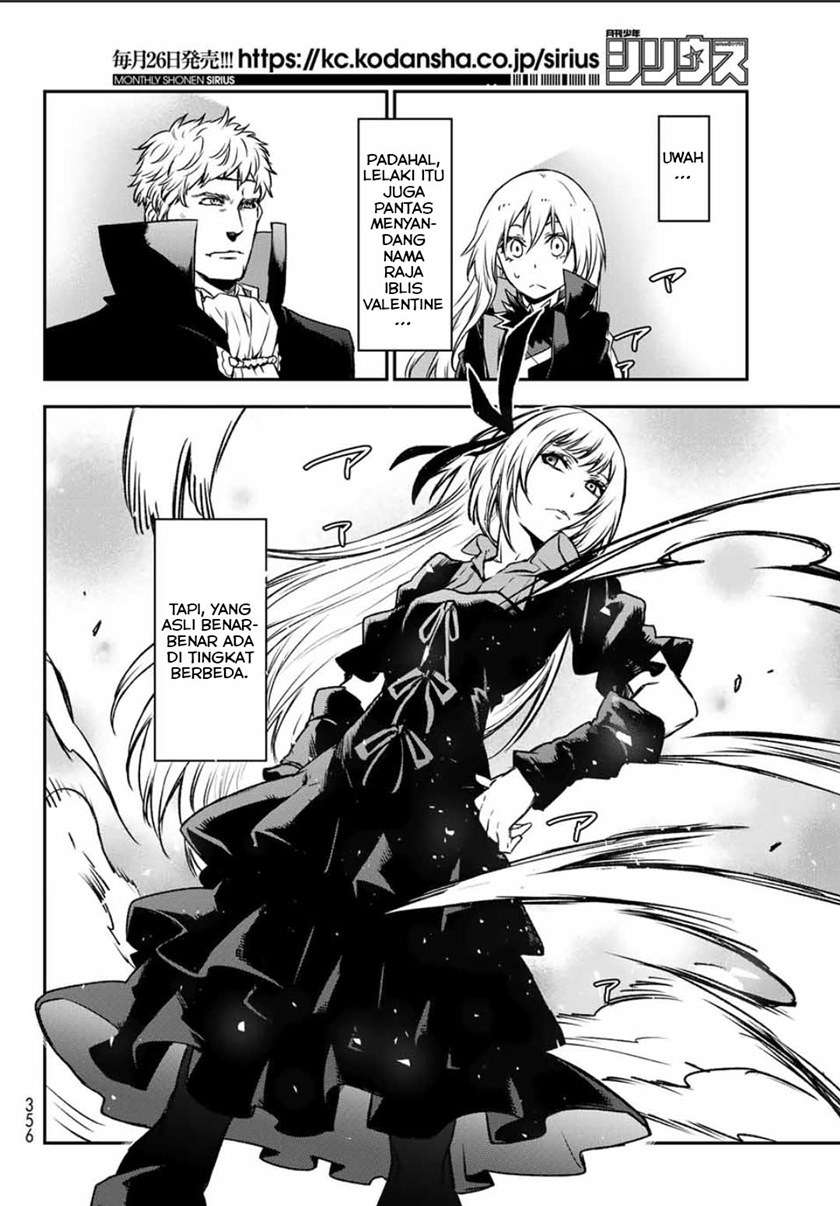 月刊少年
シリウス
毎月26日発売!!! https://kc.kodansha.co.jp/sirius
MONTHLY SHONEN SIRIUS
UWAH
...
PADAHAL,
LELAKI ITU
JUGA
PANTAS
MENYAN-
DANG
NAMA
RAJA
IBLIS
VALENTINE
...
ア
ア
ア
ア
TAPI, YANG
ASLI BENAR-
BENAR ADA
DI TINGKAT
BERBEDA.
ア
ア
356